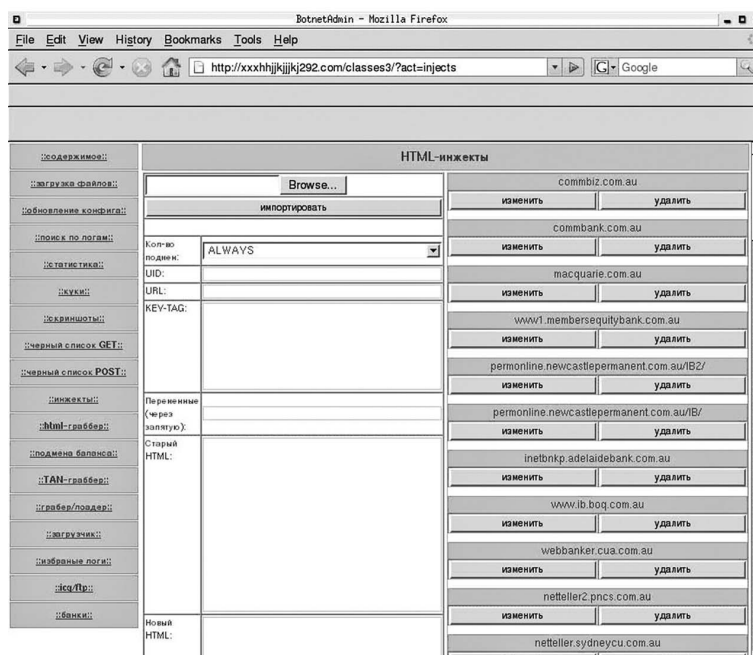 BotnetAdmin - Mozilla Firefox
File Edit View History Bookmarks Tools Help
http://xxxhhjjkjjjkj292.com/classes3/?act=injects
G Google
::содержимое::
::загрузка файлов::
::обновление конфига::
::поиск по логам::
::статистика::
::куки::
::скриншоты::
::черный список GET::
::черный список POST::
::инжекты::
::html-граббер::
::подмена баланса::
::TAN-граббер::
::грабер/лоадер::
::загрузчик::
::избраные логи::
::icq/ftp::
::банки::
HTML-инжекты
Browse...
импортировать
Кол-во подмен:
ALWAYS
UID:
URL:
KEY-TAG:
Переменные (через запятую):
Старый HTML:
Новый HTML:
commbiz.com.au
изменить удалить
commbank.com.au
изменить удалить
macquarie.com.au
изменить удалить
www1.membersequitybank.com.au
изменить удалить
permonline.newcastlepermanent.com.au/IB2/
изменить удалить
permonline.newcastlepermanent.com.au/IB/
изменить удалить
inetbnkp.adelaidebank.com.au
изменить удалить
www.ib.boq.com.au
изменить удалить
webbanker.cua.com.au
изменить удалить
netteller2.pncs.com.au
изменить удалить
netteller.sydneycu.com.au